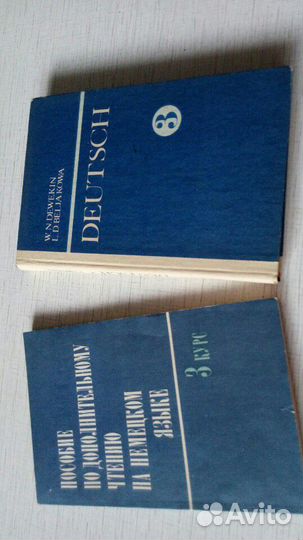 W. N. DEWEKIN
L. D. BELJAKOWA
DEUTSCH
3
ПОСОБИЕ
ПО ДОПОЛНИТЕЛЬНОМУ
ЧТЕНИЮ
НА НЕМЕЦКОМ
ЯЗЫКЕ
3 КУРС
Avito